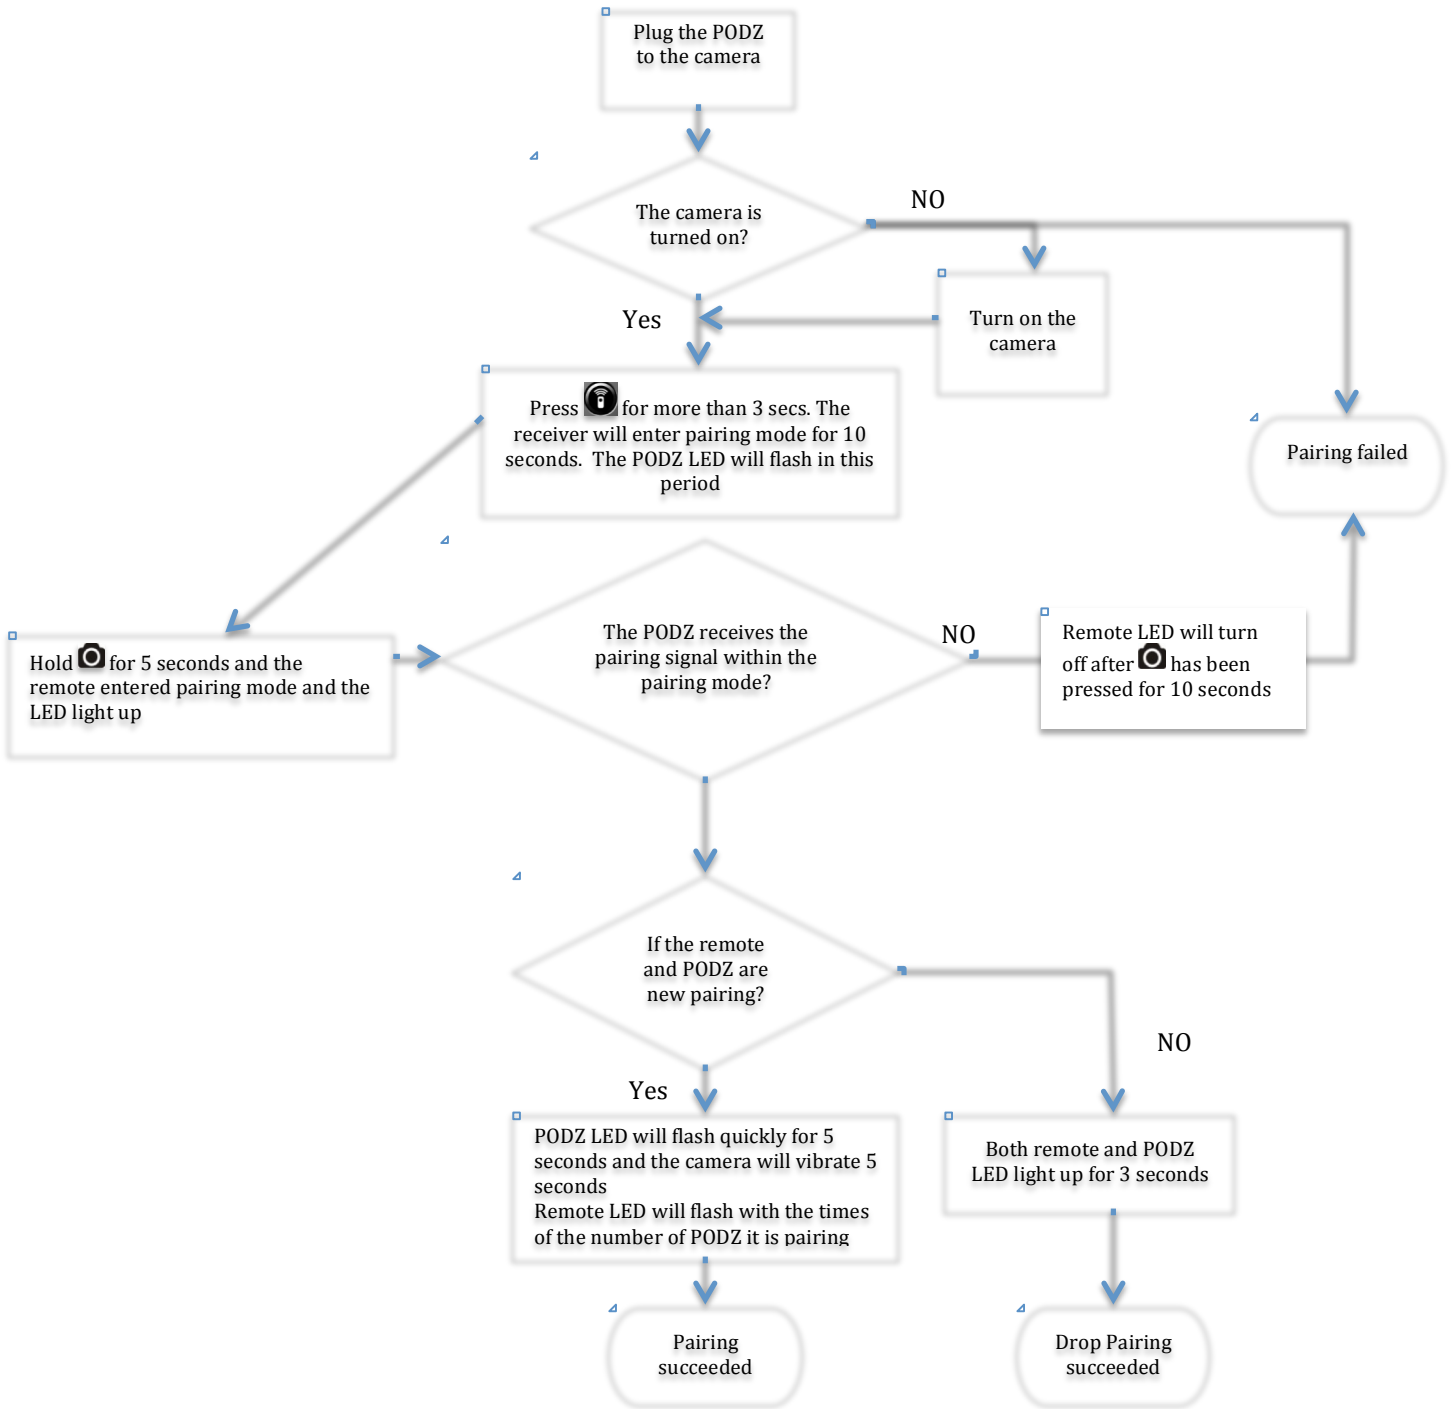 Plug the PODZ
to the camera
NO
The camera is
turned on?
Yes
Turn on the
camera
Press for more than 3 secs. The
receiver will enter pairing mode for 10
seconds. The PODZ LED will flash in this
period
Pairing failed
Hold for 5 seconds and the
remote entered pairing mode and the
LED light up
The PODZ receives the
pairing signal within the
pairing mode?
NO
Remote LED will turn
off after has been
pressed for 10 seconds
If the remote
and PODZ are
new pairing?
NO
Yes
PODZ LED will flash quickly for 5
seconds and the camera will vibrate 5
seconds
Remote LED will flash with the times
of the number of PODZ it is pairing
Both remote and PODZ
LED light up for 3 seconds
Pairing
succeeded
Drop Pairing
succeeded